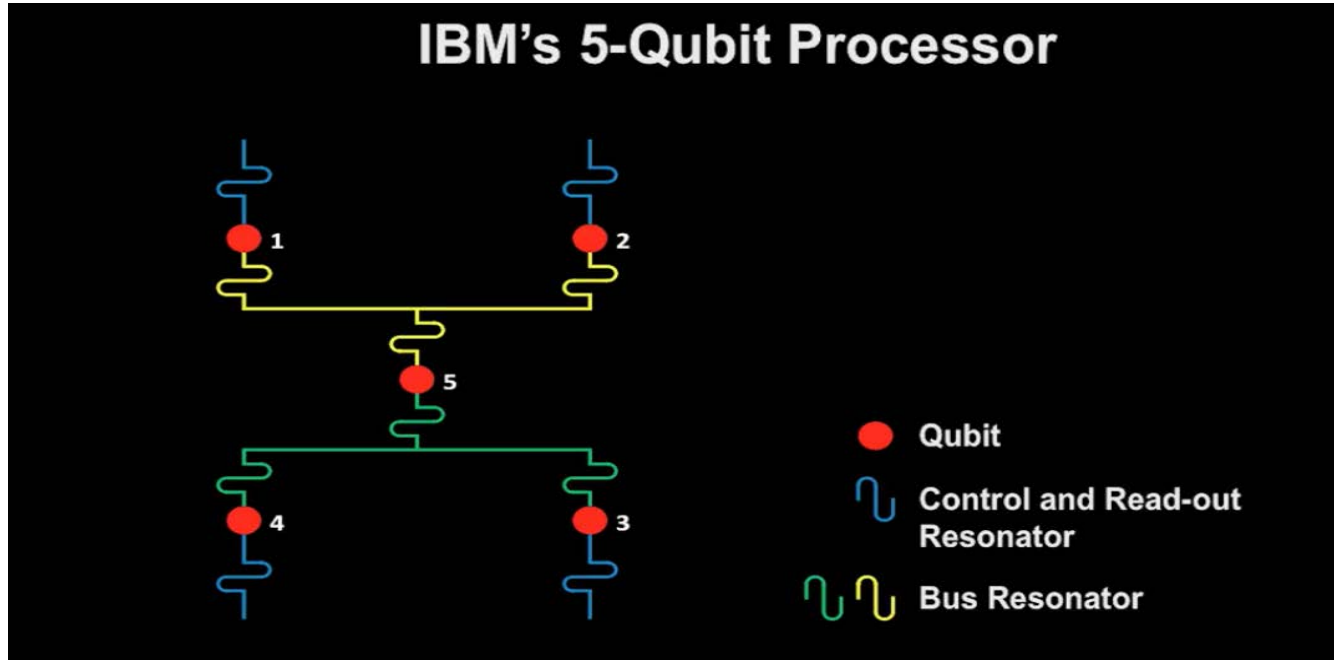 IBM’s 5-Qubit Processor
1
2
5
4
3
Qubit
Control and Read-out
Resonator
Bus Resonator